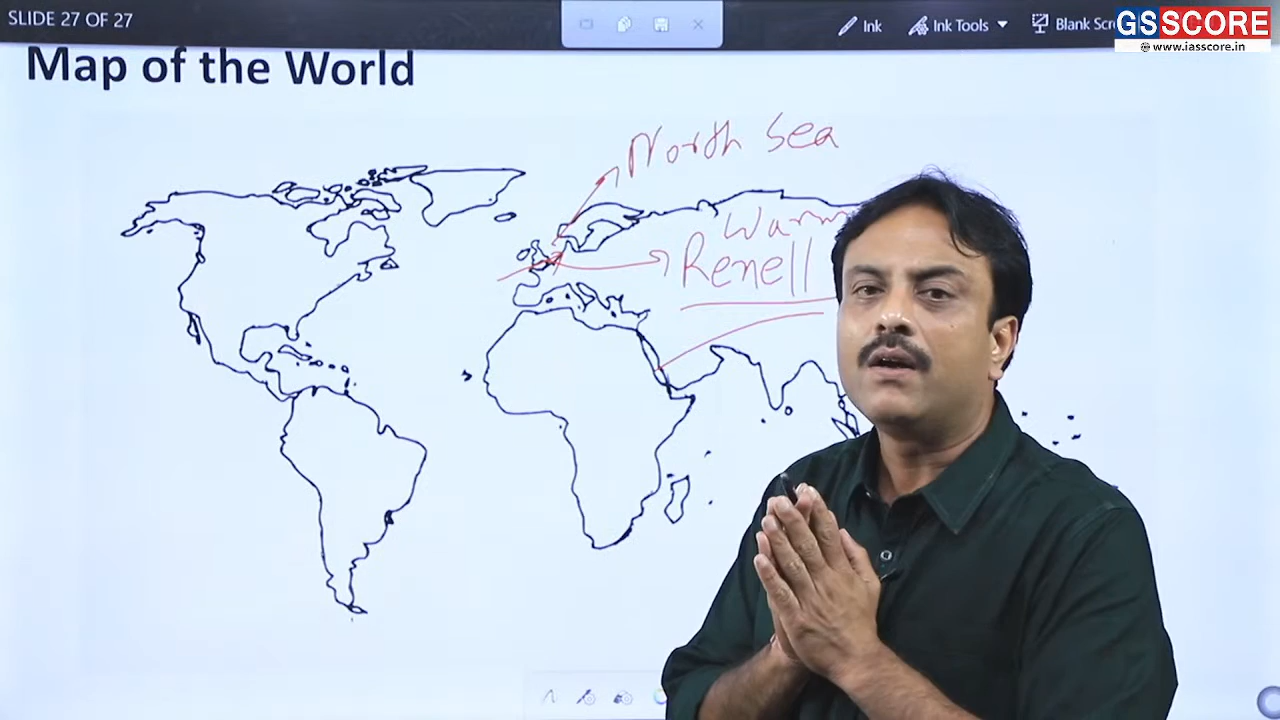 SLIDE 27 OF 27
Ink
Ink Tools
Blank Scr
GSSCORE
www.iasscore.in
Map of the World
North Sea
Warm
Renell